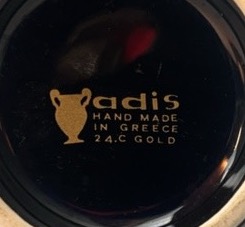 adis
HAND MADE
IN GREECE
24.C GOLD